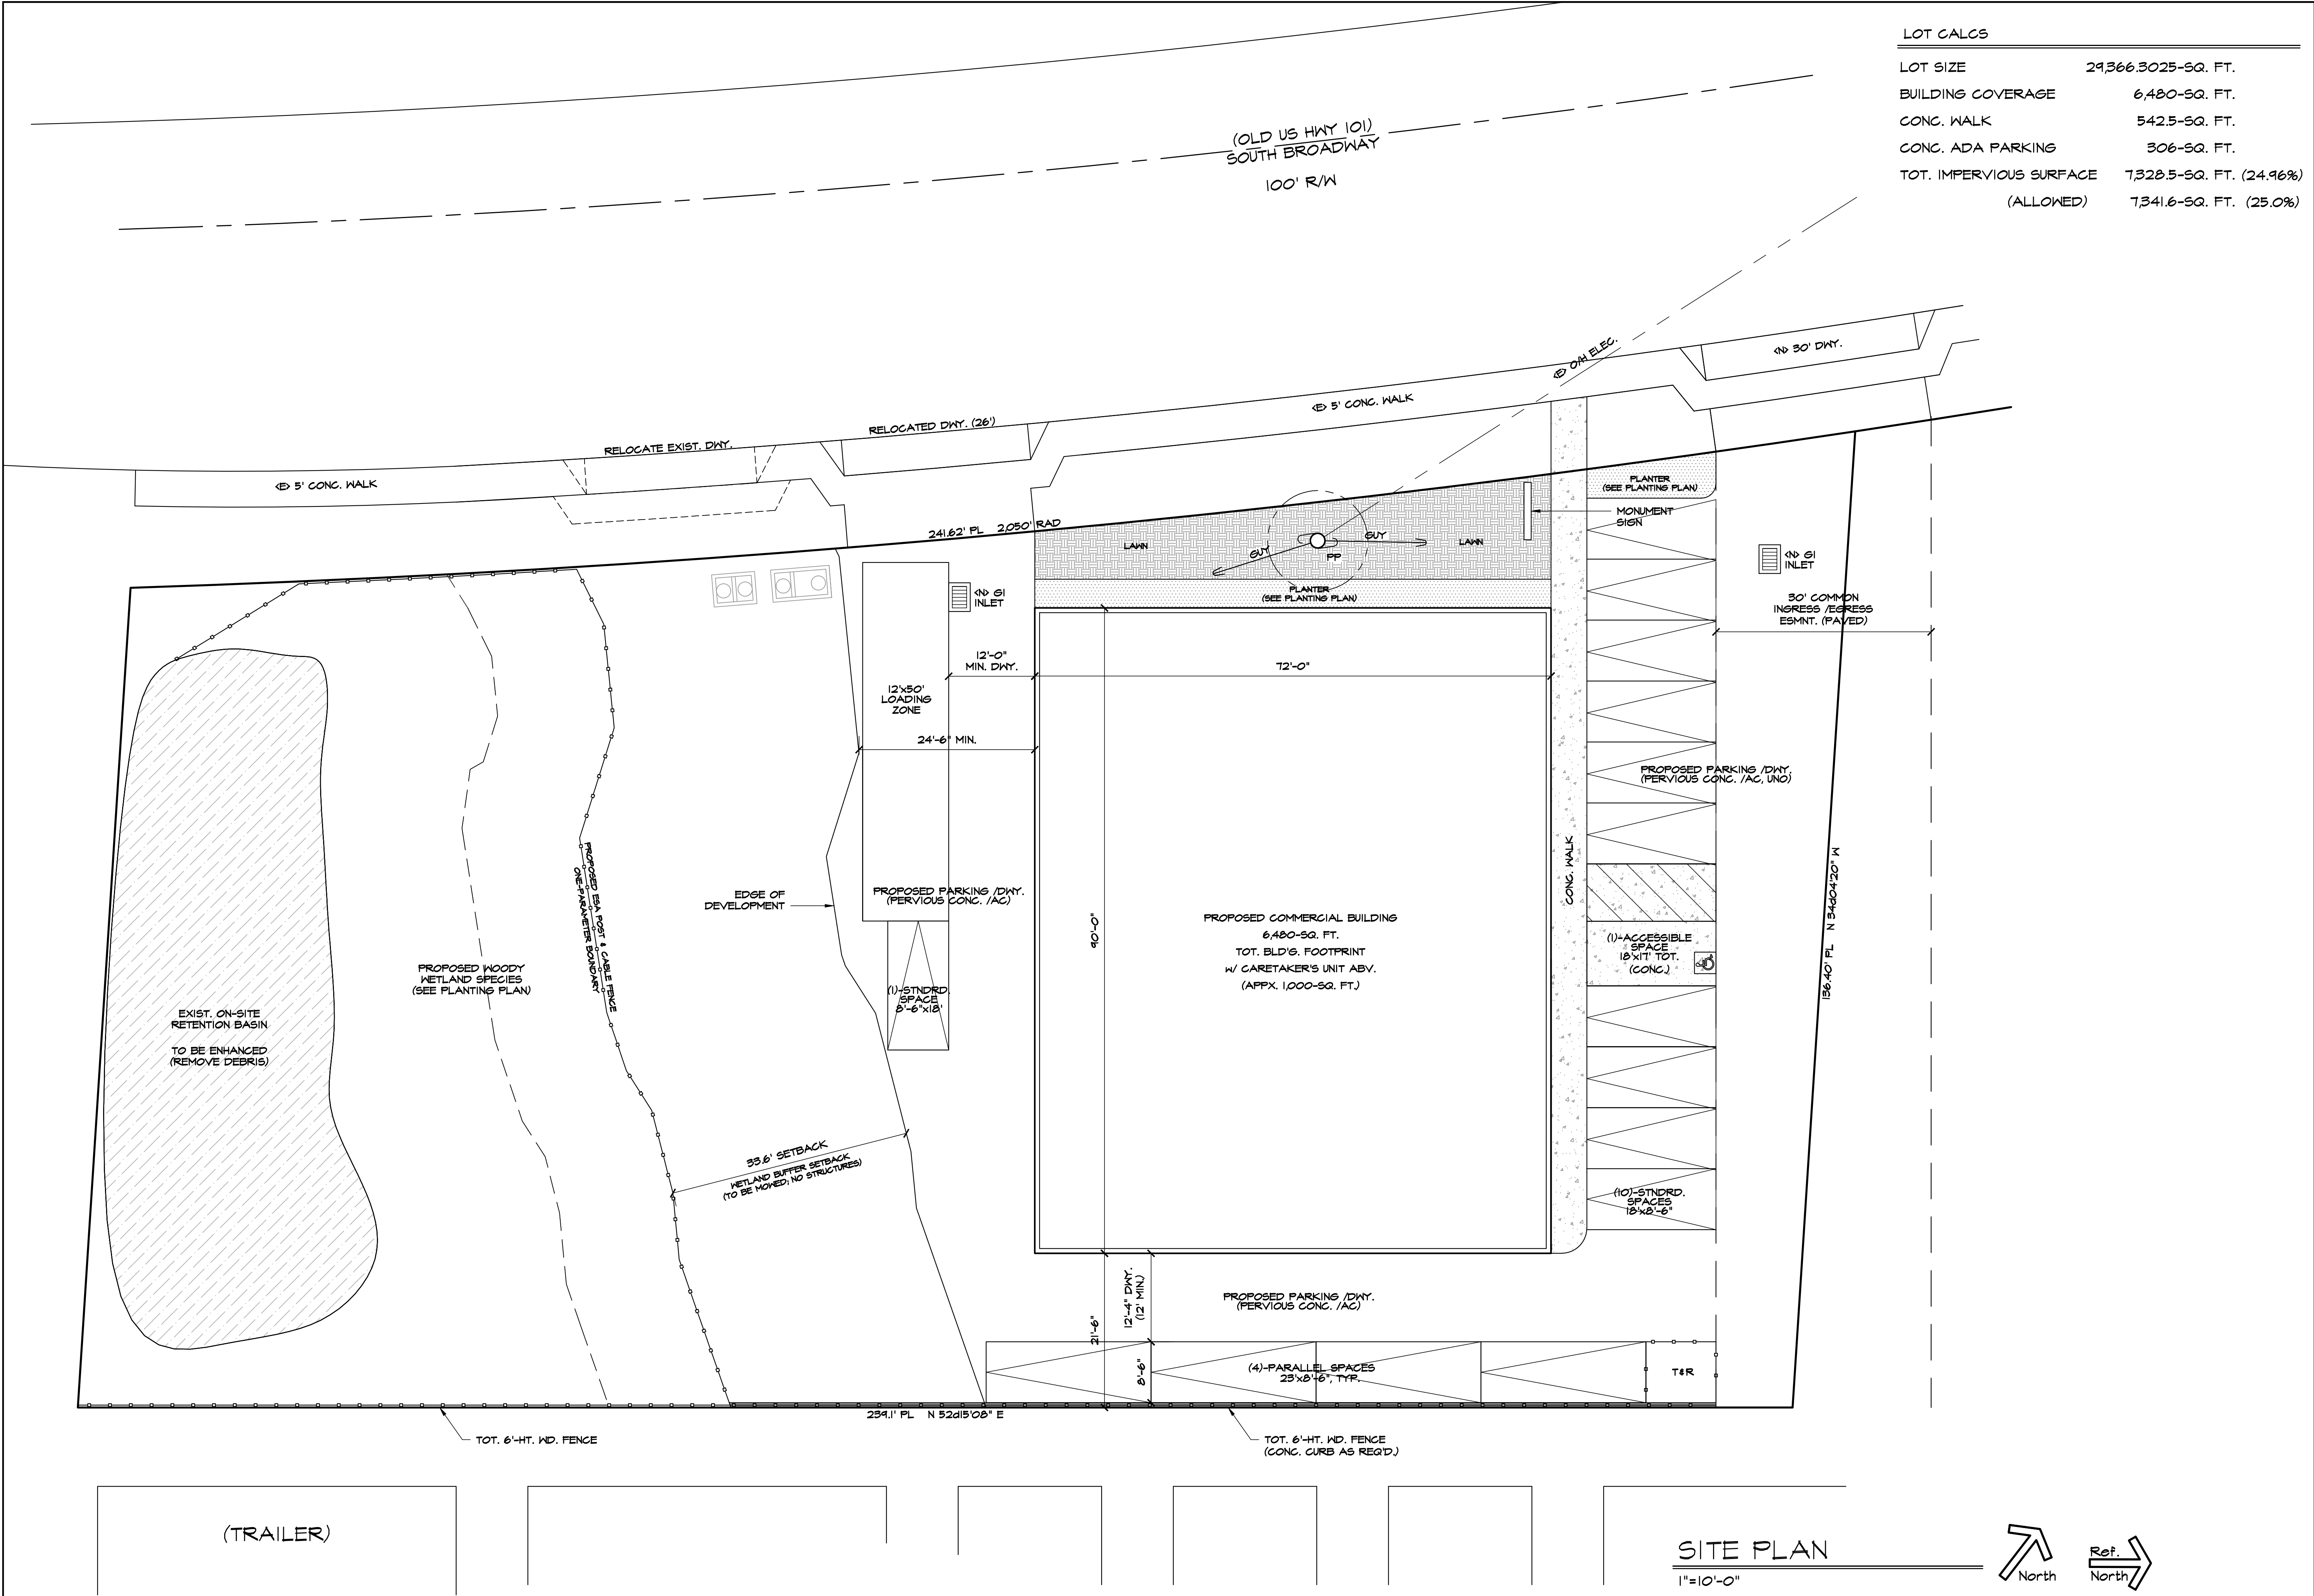 LOT CALCS
LOT SIZE 29,366.3025-SQ. FT.
BUILDING COVERAGE 6,480-SQ. FT.
CONC. WALK 542.5-SQ. FT.
CONC. ADA PARKING 306-SQ. FT.
TOT. IMPERVIOUS SURFACE 7,328.5-SQ. FT. (24.96%)
(ALLOWED) 7,341.6-SQ. FT. (25.0%)
(OLD US HWY 101)
SOUTH BROADWAY
100' R/W
<E> O/H ELEC.
<N> 30' DWY.
<E> 5' CONC. WALK
RELOCATED DWY. (26')
RELOCATE EXIST. DWY.
<E> 5' CONC. WALK
241.62' PL 2,050' RAD
LAWN
GUY
GUY
PP
LAWN
PLANTER
(SEE PLANTING PLAN)
PLANTER
(SEE PLANTING PLAN)
MONUMENT
SIGN
<N> GI
INLET
<N> GI
INLET
30' COMMON
INGRESS /EGRESS
ESMNT. (PAVED)
12'-0"
MIN. DWY.
72'-0"
12'x50'
LOADING
ZONE
24'-6" MIN.
PROPOSED PARKING /DWY.
(PERVIOUS CONC. /AC, UNO)
CONC. WALK
136.40' PL N 34d04'20" W
EDGE OF
DEVELOPMENT
PROPOSED PARKING /DWY.
(PERVIOUS CONC. /AC)
90'-0"
PROPOSED COMMERCIAL BUILDING
6,480-SQ. FT.
TOT. BLD'G. FOOTPRINT
W/ CARETAKER'S UNIT ABV.
(APPX. 1,000-SQ. FT.)
(1)-ACCESSIBLE
SPACE
18'x17' TOT.
(CONC.)
PROPOSED ESA POST & CABLE FENCE
ONE-PARAMETER BOUNDARY
PROPOSED WOODY
WETLAND SPECIES
(SEE PLANTING PLAN)
(1)-STNDRD.
SPACE
8'-6"x18'
EXIST. ON-SITE
RETENTION BASIN
TO BE ENHANCED
(REMOVE DEBRIS)
33.6' SETBACK
WETLAND BUFFER SETBACK
(TO BE MOWED; NO STRUCTURES)
(10)-STNDRD.
SPACES
18'x8'-6"
21'-6"
12'-4" DWY.
(12' MIN.)
PROPOSED PARKING /DWY.
(PERVIOUS CONC. /AC)
8'-6"
(4)-PARALLEL SPACES
23'x8'-6", TYP.
T&R
239.1' PL N 52d15'08" E
TOT. 6'-HT. WD. FENCE
TOT. 6'-HT. WD. FENCE
(CONC. CURB AS REQ'D.)
(TRAILER)
SITE PLAN
1"=10'-0"
North
Ref.
North